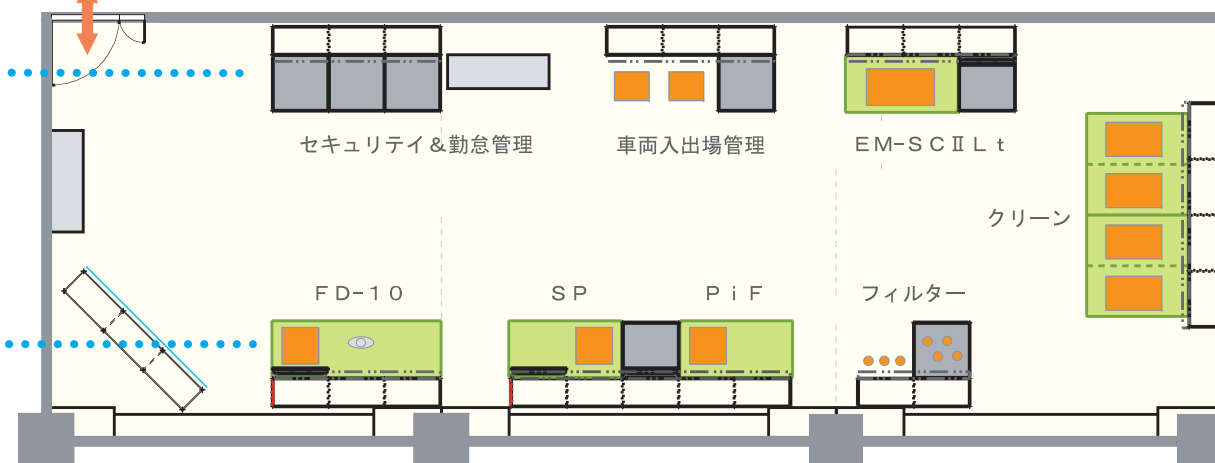 セキュリテイ＆勤怠管理
車両入出場管理
ＥＭ-ＳＣⅡＬｔ
クリーン
ＦＤ-１０
ＳＰ
ＰｉＦ
フィルター